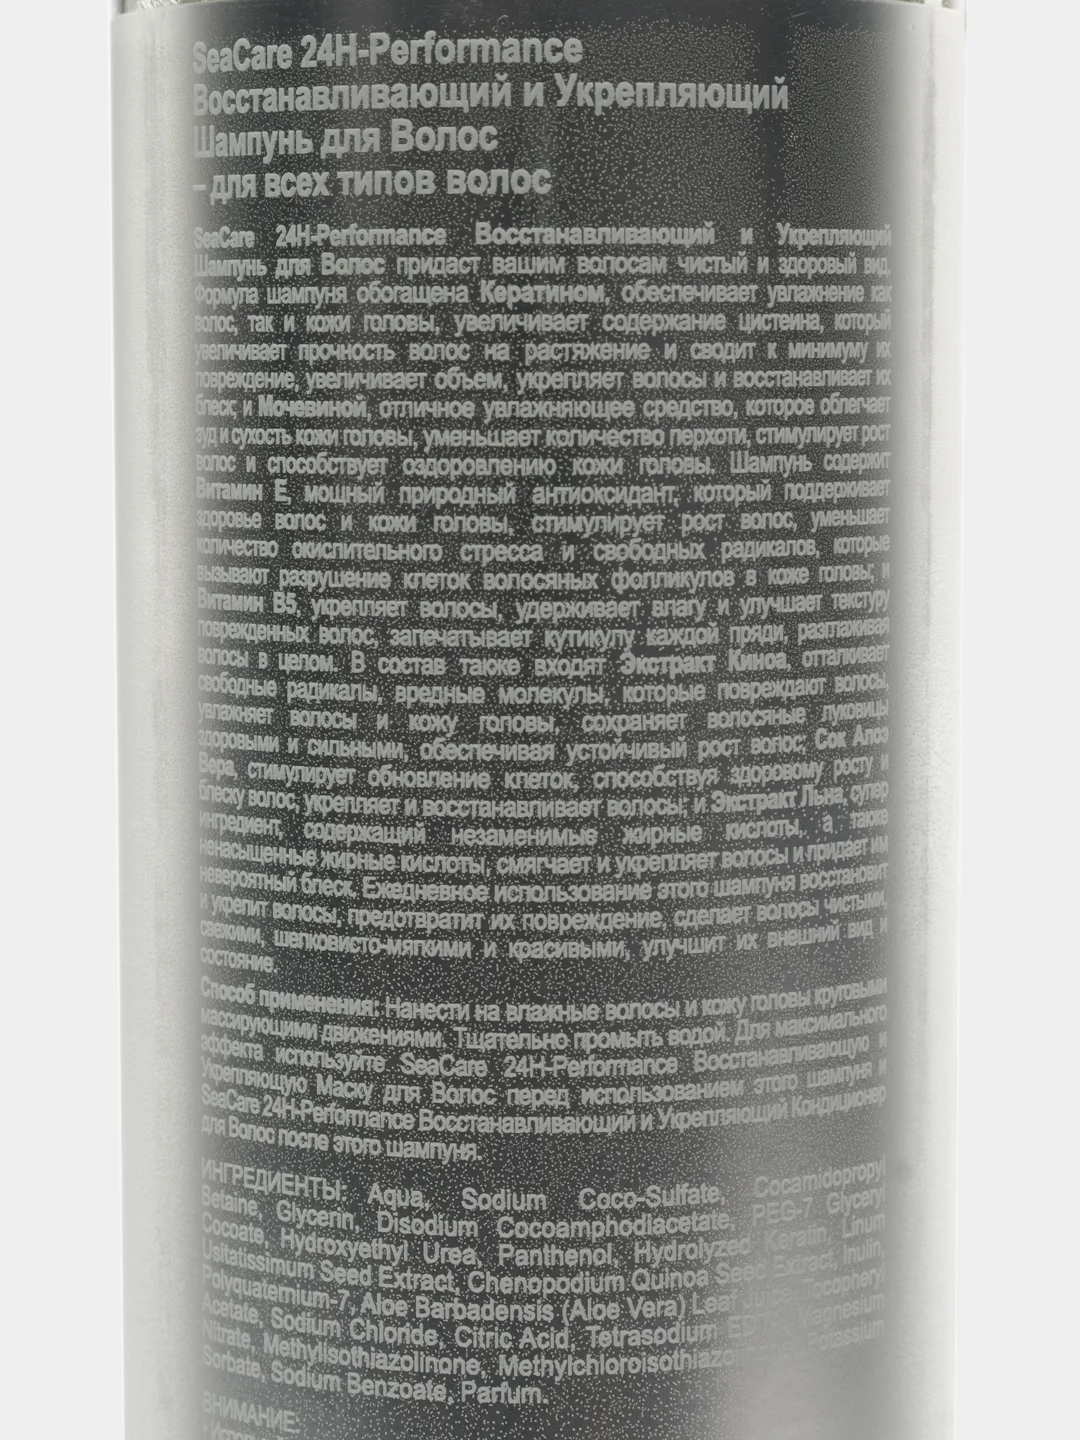 SeaCare 24H-Performance
Восстанавливающий и Укрепляющий
Шампунь для Волос
– для всех типов волос
SeaCare 24H-Performance Восстанавливающий и Укрепляющий
Шампунь для Волос придаст вашим волосам чистый и здоровый вид.
Формула шампуня обогащена Кератином, обеспечивает увлажнение как
волос, так и кожи головы, увеличивает содержание цистеина, который
увеличивает прочность волос на растяжение и сводит к минимуму их
повреждение, увеличивает объем, укрепляет волосы и восстанавливает их
блеск; и Мочевиной, отличное увлажняющее средство, которое облегчает
зуд и сухость кожи головы, уменьшает количество перхоти, стимулирует рост
волос и способствует оздоровлению кожи головы. Шампунь содержит
Витамин Е, мощный природный антиоксидант, который поддерживает
здоровье волос и кожи головы, стимулирует рост волос, уменьшает
количество окислительного стресса и свободных радикалов, которые
вызывают разрушение клеток волосяных фолликулов в коже головы; и
Витамин В5, укрепляет волосы, удерживает влагу и улучшает текстуру
поврежденных волос, запечатывает кутикулу каждой пряди, разглаживая
волосы в целом. В состав также входят Экстракт Киноа, отталкивает
свободные радикалы, вредные молекулы, которые повреждают волосы,
увлажняет волосы и кожу головы, сохраняет волосяные луковицы
здоровыми и сильными, обеспечивая устойчивый рост волос; Сок Алоэ
Вера, стимулирует обновление клеток, способствуя здоровому росту и
блеску волос, укрепляет и восстанавливает волосы; и Экстракт Льна, супер
ингредиент, содержащий незаменимые жирные кислоты, а также
ненасыщенные жирные кислоты, смягчает и укрепляет волосы и придает им
невероятный блеск. Ежедневное использование этого шампуня восстановит
и укрепит волосы, предотвратит их повреждение, сделает волосы чистыми,
свежими, шелковисто-мягкими и красивыми, улучшит их внешний вид и
состояние.
Способ применения: Нанести на влажные волосы и кожу головы круговыми
массирующими движениями. Тщательно промыть водой. Для максимального
эффекта используйте SeaCare 24H-Performance Восстанавливающую и
Укрепляющую Маску для Волос перед использованием этого шампуня и
SeaCare 24H-Performance Восстанавливающий и Укрепляющий Кондиционер
для Волос после этого шампуня.
ИНГРЕДИЕНТЫ: Aqua, Sodium Coco-Sulfate, Cocamidopropyl
Betaine, Glycerin, Disodium Cocoamphodiacetate, PEG-7 Glyceryl
Cocoate, Hydroxyethyl Urea, Panthenol, Hydrolyzed Keratin, Linum
Usitatissimum Seed Extract, Chenopodium Quinoa Seed Extract, Inulin,
Polyquaternium-7, Aloe Barbadensis (Aloe Vera) Leaf Juice, Tocopheryl
Acetate, Sodium Chloride, Citric Acid, Tetrasodium EDTA, Magnesium
Nitrate, Methylisothiazolinone, Methylchloroisothiazolinone, Potassium
Sorbate, Sodium Benzoate, Parfum.
ВНИМАНИЕ: